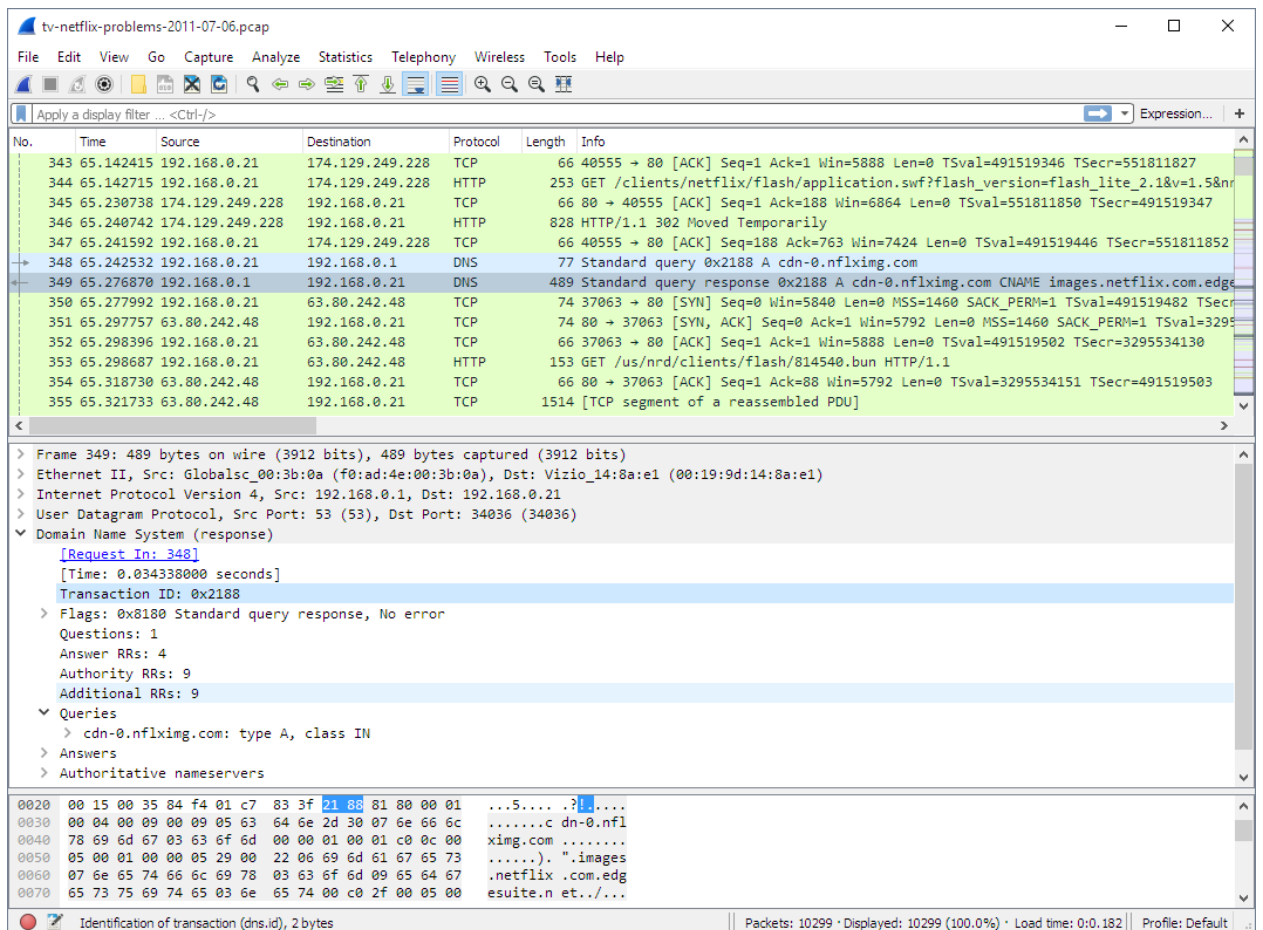 tv-netflix-problems-2011-07-06.pcap
File Edit View Go Capture Analyze Statistics Telephony Wireless Tools Help
Apply a display filter ... <Ctrl-/> Expression... +
No. Time Source Destination Protocol Length Info
343 65.142415 192.168.0.21 174.129.249.228 TCP 66 40555 → 80 [ACK] Seq=1 Ack=1 Win=5888 Len=0 TSval=491519346 TSecr=551811827
344 65.142715 192.168.0.21 174.129.249.228 HTTP 253 GET /clients/netflix/flash/application.swf?flash_version=flash_lite_2.1&v=1.5&nr
345 65.230738 174.129.249.228 192.168.0.21 TCP 66 80 → 40555 [ACK] Seq=1 Ack=188 Win=6864 Len=0 TSval=551811850 TSecr=491519347
346 65.240742 174.129.249.228 192.168.0.21 HTTP 828 HTTP/1.1 302 Moved Temporarily
347 65.241592 192.168.0.21 174.129.249.228 TCP 66 40555 → 80 [ACK] Seq=188 Ack=763 Win=7424 Len=0 TSval=491519446 TSecr=551811852
348 65.242532 192.168.0.21 192.168.0.1 DNS 77 Standard query 0x2188 A cdn-0.nflximg.com
349 65.276870 192.168.0.1 192.168.0.21 DNS 489 Standard query response 0x2188 A cdn-0.nflximg.com CNAME images.netflix.com.edge
350 65.277992 192.168.0.21 63.80.242.48 TCP 74 37063 → 80 [SYN] Seq=0 Win=5840 Len=0 MSS=1460 SACK_PERM=1 TSval=491519482 TSecr
351 65.297757 63.80.242.48 192.168.0.21 TCP 74 80 → 37063 [SYN, ACK] Seq=0 Ack=1 Win=5792 Len=0 MSS=1460 SACK_PERM=1 TSval=3295
352 65.298396 192.168.0.21 63.80.242.48 TCP 66 37063 → 80 [ACK] Seq=1 Ack=1 Win=5888 Len=0 TSval=491519502 TSecr=3295534130
353 65.298687 192.168.0.21 63.80.242.48 HTTP 153 GET /us/nrd/clients/flash/814540.bun HTTP/1.1
354 65.318730 63.80.242.48 192.168.0.21 TCP 66 80 → 37063 [ACK] Seq=1 Ack=88 Win=5792 Len=0 TSval=3295534151 TSecr=491519503
355 65.321733 63.80.242.48 192.168.0.21 TCP 1514 [TCP segment of a reassembled PDU]
Frame 349: 489 bytes on wire (3912 bits), 489 bytes captured (3912 bits)
Ethernet II, Src: Globalsc_00:3b:0a (f0:ad:4e:00:3b:0a), Dst: Vizio_14:8a:e1 (00:19:9d:14:8a:e1)
Internet Protocol Version 4, Src: 192.168.0.1, Dst: 192.168.0.21
User Datagram Protocol, Src Port: 53 (53), Dst Port: 34036 (34036)
Domain Name System (response)
[Request In: 348]
[Time: 0.034338000 seconds]
Transaction ID: 0x2188
Flags: 0x8180 Standard query response, No error
Questions: 1
Answer RRs: 4
Authority RRs: 9
Additional RRs: 9
Queries
cdn-0.nflximg.com: type A, class IN
Answers
Authoritative nameservers
0020 00 15 00 35 84 f4 01 c7 83 3f 21 88 81 80 00 01 ...5.... .?!.....
0030 00 04 00 09 00 09 05 63 64 6e 2d 30 07 6e 66 6c .......c dn-0.nfl
0040 78 69 6d 67 03 63 6f 6d 00 00 01 00 01 c0 0c 00 ximg.com ........
0050 05 00 01 00 00 05 29 00 22 06 69 6d 61 67 65 73 ......). ".images
0060 07 6e 65 74 66 6c 69 78 03 63 6f 6d 09 65 64 67 .netflix .com.edg
0070 65 73 75 69 74 65 03 6e 65 74 00 c0 2f 00 05 00 esuite.n et../...
Identification of transaction (dns.id), 2 bytes Packets: 10299 · Displayed: 10299 (100.0%) · Load time: 0:0.182 Profile: Default